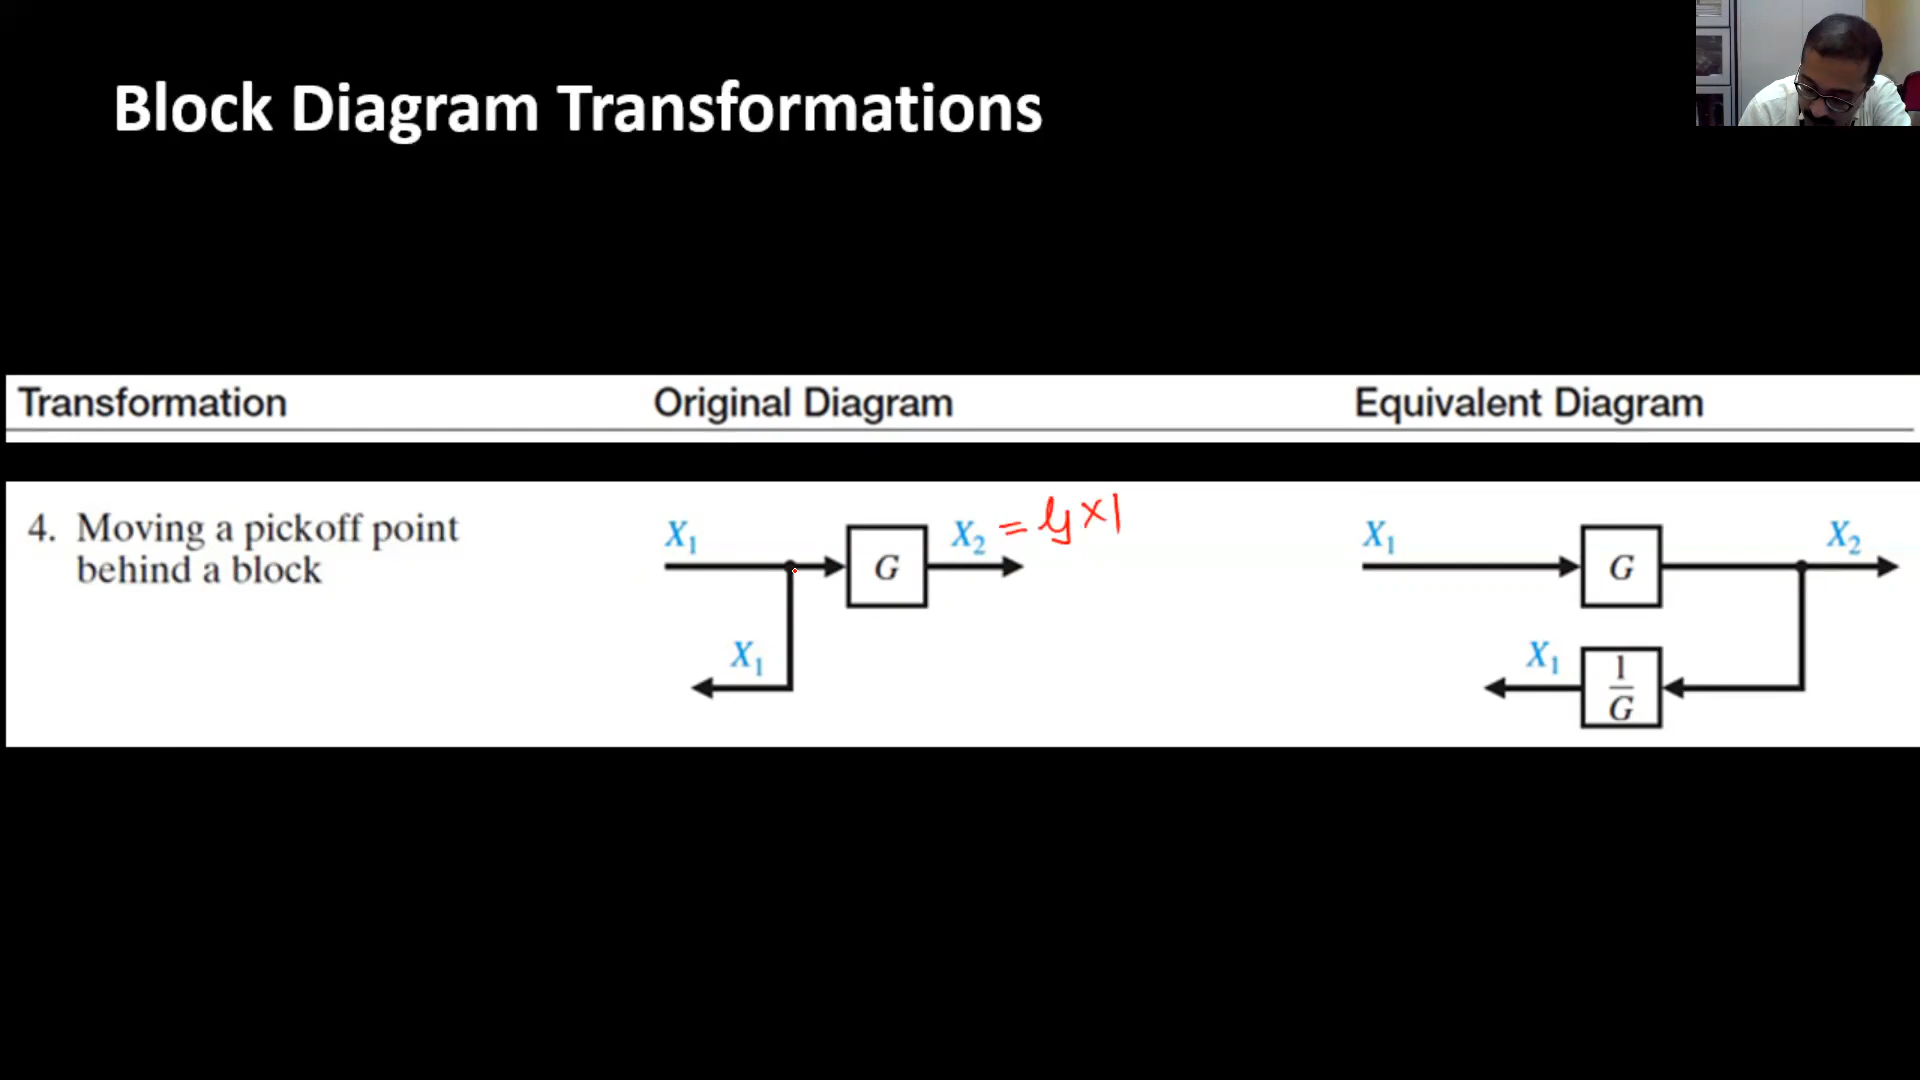 Block Diagram Transformations
Transformation Original Diagram Equivalent Diagram
4. Moving a pickoff point
behind a block
X₁ G X₂ = GX1
X₁
X₁ G X₂
X₁ 1/G